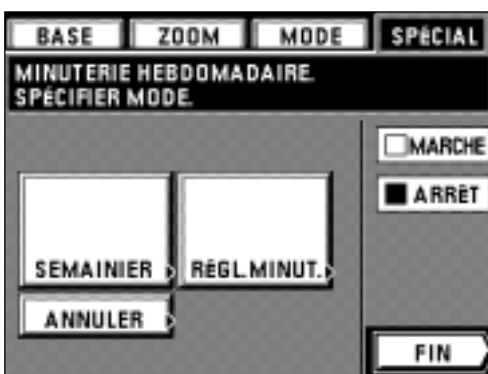 BASE ZOOM MODE SPÉCIAL
MINUTERIE HEBDOMADAIRE.
SPÉCIFIER MODE.
MARCHE
ARRÊT
SEMAINIER RÉGL.MINUT.
ANNULER
FIN